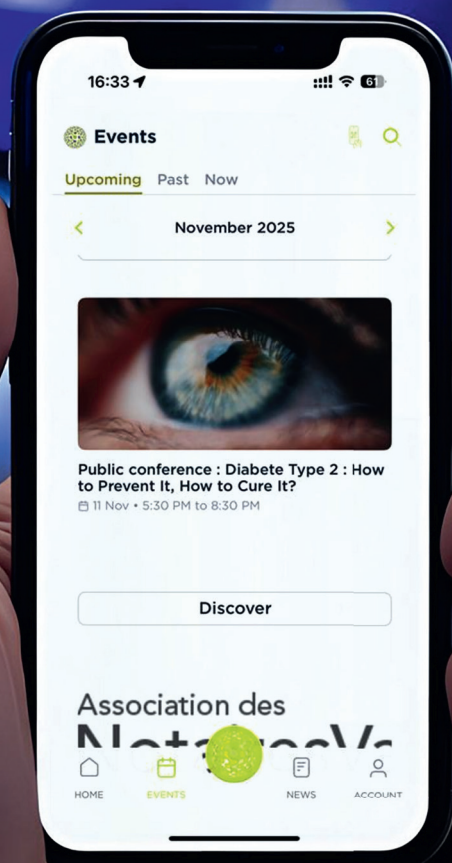 16:33
61
Events
Upcoming Past Now
November 2025
Public conference : Diabete Type 2 : How
to Prevent It, How to Cure It?
11 Nov • 5:30 PM to 8:30 PM
Discover
Association des
HOME
EVENTS
NEWS
ACCOUNT